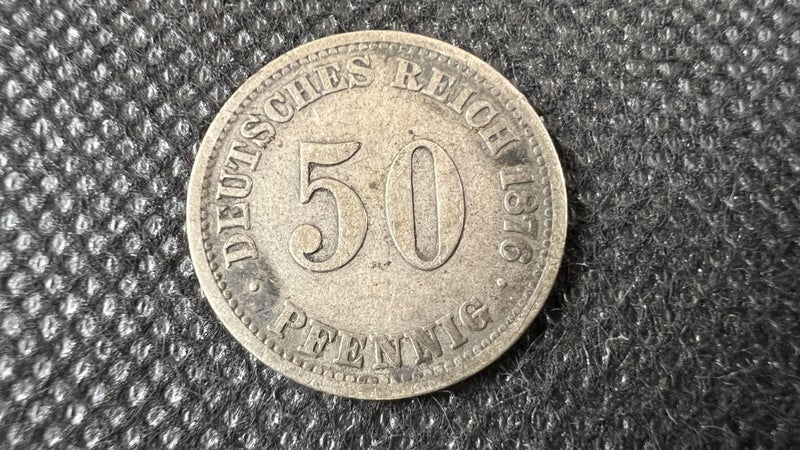 DEUTSCHES REICH 1876
50
PFENNIG